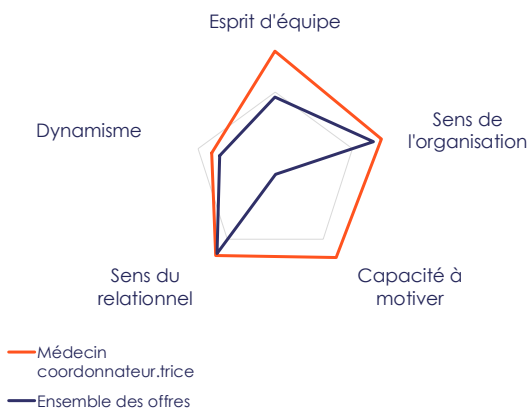 Esprit d'équipe
Dynamisme
Sens de
l'organisation
Sens du
relationnel
Capacité à
motiver
Médecin
coordonnateur.trice
Ensemble des offres